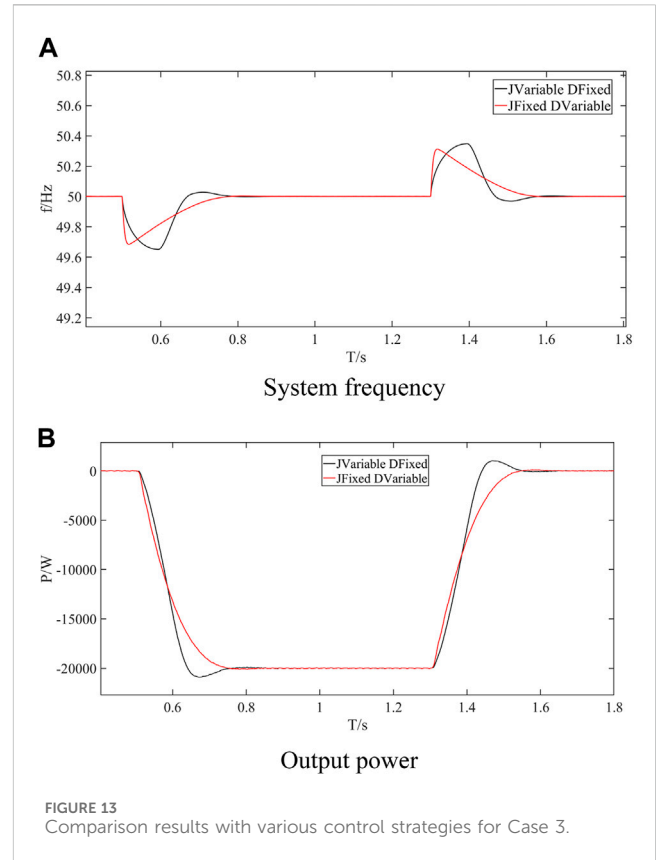 A
50.8
50.6
50.4
50.2
50
49.8
49.6
49.4
49.2
f/Hz
JVariable DFixed
JFixed DVariable
0.6 0.8 1 1.2 1.4 1.6 1.8
T/s
System frequency
B
0
-5000
-10000
-15000
-20000
P/W
JVariable DFixed
JFixed DVariable
0.6 0.8 1 1.2 1.4 1.6 1.8
T/s
Output power
FIGURE 13
Comparison results with various control strategies for Case 3.